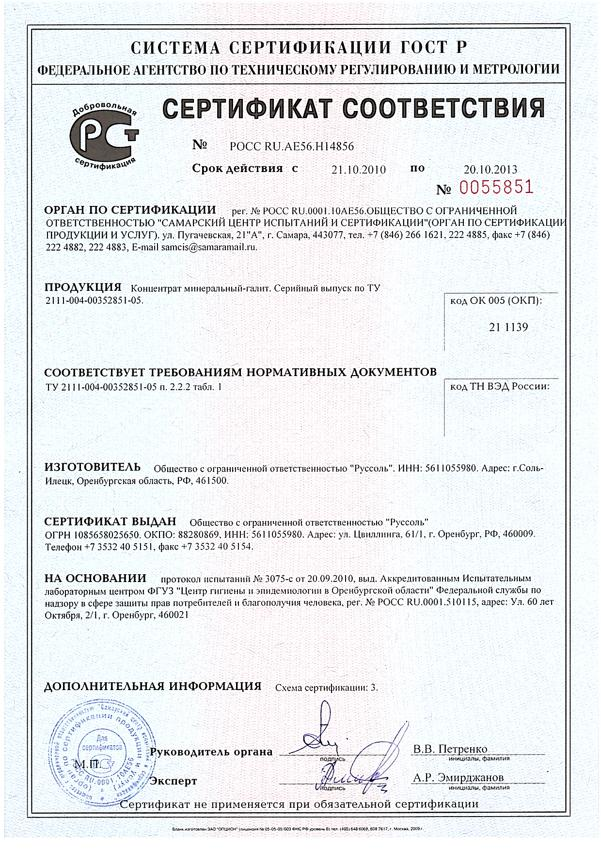 СИСТЕМА СЕРТИФИКАЦИИ ГОСТ Р
ФЕДЕРАЛЬНОЕ АГЕНТСТВО ПО ТЕХНИЧЕСКОМУ РЕГУЛИРОВАНИЮ И МЕТРОЛОГИИ
Добровольная
РСТ
сертификация
СЕРТИФИКАТ СООТВЕТСТВИЯ
№ РОСС RU.АЕ56.Н14856
Срок действия с 21.10.2010 по 20.10.2013
№ 0055851
ОРГАН ПО СЕРТИФИКАЦИИ рег. № РОСС RU.0001.10АЕ56.ОБЩЕСТВО С ОГРАНИЧЕННОЙ
ОТВЕТСТВЕННОСТЬЮ "САМАРСКИЙ ЦЕНТР ИСПЫТАНИЙ И СЕРТИФИКАЦИИ"(ОРГАН ПО СЕРТИФИКАЦИИ
ПРОДУКЦИИ И УСЛУГ). ул. Пугачевская, 21"А", г. Самара, 443077, тел. +7 (846) 266 1621, 222 4885, факс +7 (846)
222 4882, 222 4883, E-mail samcis@samaramail.ru.
ПРОДУКЦИЯ Концентрат минеральный-галит. Серийный выпуск по ТУ
2111-004-00352851-05.
код ОК 005 (ОКП):
21 1139
СООТВЕТСТВУЕТ ТРЕБОВАНИЯМ НОРМАТИВНЫХ ДОКУМЕНТОВ
ТУ 2111-004-00352851-05 п. 2.2.2 табл. 1
код ТН ВЭД России:
ИЗГОТОВИТЕЛЬ Общество с ограниченной ответственностью "Руссоль". ИНН: 5611055980. Адрес: г.Соль-
Илецк, Оренбургская область, РФ, 461500.
СЕРТИФИКАТ ВЫДАН Общество с ограниченной ответственностью "Руссоль"
ОГРН 1085658025650. ОКПО: 88280869, ИНН: 5611055980. Адрес: ул. Цвиллинга, 61/1, г. Оренбург, РФ, 460009.
Телефон +7 3532 40 5151, факс +7 3532 40 5154.
НА ОСНОВАНИИ протокол испытаний № 3075-с от 20.09.2010, выд. Аккредитованным Испытательным
лабораторным центром ФГУЗ "Центр гигиены и эпидемиологии в Оренбургской области" Федеральной службы по
надзору в сфере защиты прав потребителей и благополучия человека, рег. № РОСС RU.0001.510115, адрес: Ул. 60 лет
Октября, 2/1, г. Оренбург, 460021
ДОПОЛНИТЕЛЬНАЯ ИНФОРМАЦИЯ Схема сертификации: 3.
Для
сертификатов
М.П.
Руководитель органа
подпись
В.В. Петренко
инициалы, фамилия
Эксперт
подпись
А.Р. Эмирджанов
инициалы, фамилия
Сертификат не применяется при обязательной сертификации